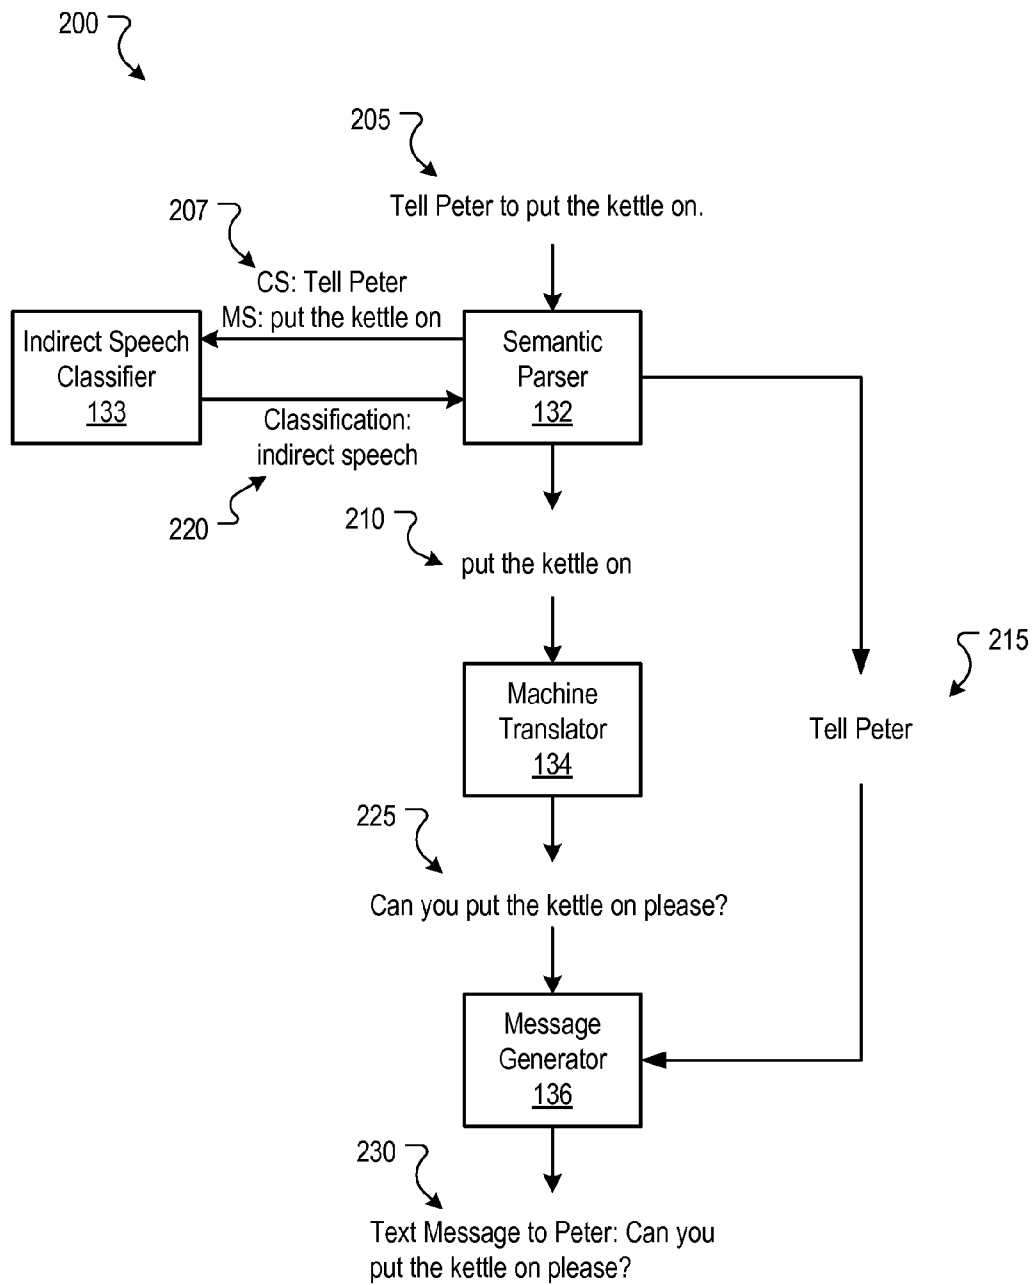 200
205
Tell Peter to put the kettle on.
207
CS: Tell Peter
MS: put the kettle on
Indirect Speech
Classifier
133
Semantic
Parser
132
Classification:
indirect speech
220
210
put the kettle on
215
Machine
Translator
134
Tell Peter
225
Can you put the kettle on please?
Message
Generator
136
230
Text Message to Peter: Can you
put the kettle on please?